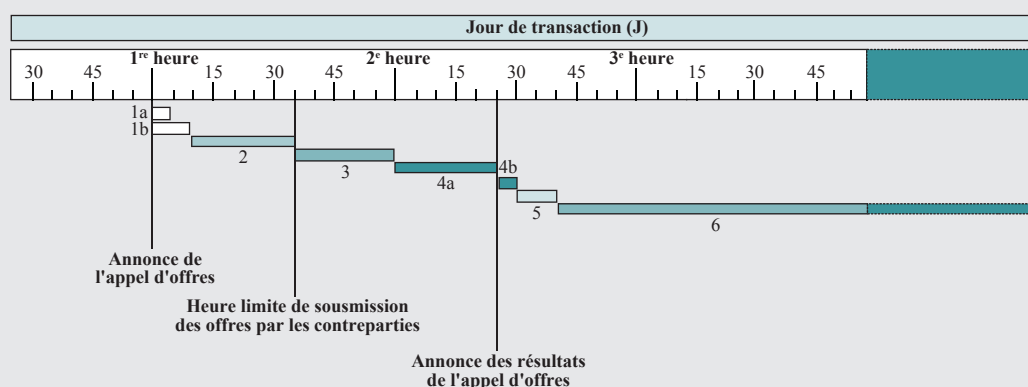 Jour de transaction (J)
1re heure 2e heure 3e heure
30 45 15 45 15 30 45 15 30 45
1a
1b
2
3
4a
4b
5
6
Annonce de
l'appel d'offres
Heure limite de sousmission
des offres par les contreparties
Annonce des résultats
de l'appel d'offres